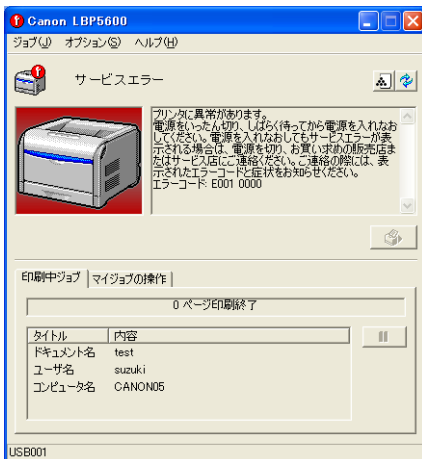 Canon LBP5600
ジョブ(J) オプション(S) ヘルプ(H)
サービスエラー
プリンタに異常があります。
電源をいったん切り、しばらく待ってから電源を入れなお
してください。電源を入れなおしてもサービスエラーが表
示される場合は、電源を切り、お買い求めの販売店ま
たはサービス店にご連絡ください。ご連絡の際には、表
示されたエラーコードと症状をお知らせください。
エラーコード: E001 0000
印刷中ジョブ マイジョブの操作
0 ページ印刷終了
タイトル 内容
ドキュメント名 test
ユーザ名 suzuki
コンピュータ名 CANON05
USB001